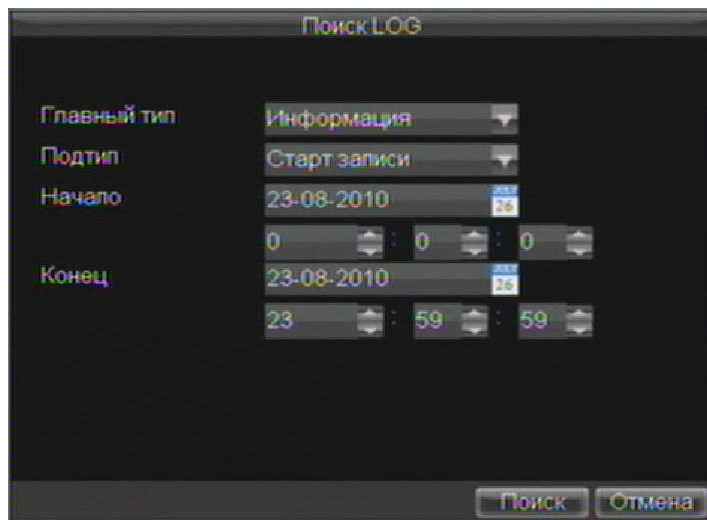 Поиск LOG
Главный тип Информация
Подтип Старт записи
Начало 23-08-2010 26
0 : 0 : 0
Конец 23-08-2010 26
23 : 59 : 59
Поиск Отмена